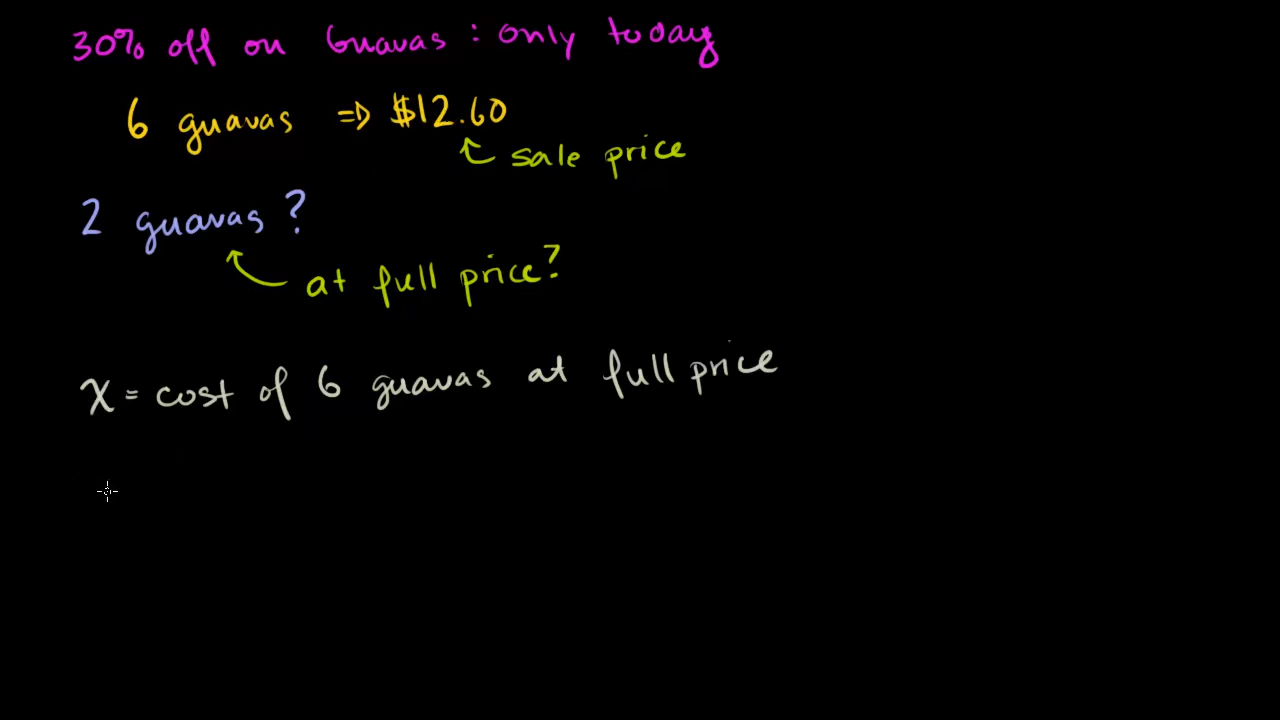 30% off on Guavas : only today
6 guavas ⇒ $12.60
sale price
2 guavas ?
at full price?
x = cost of 6 guavas at full price